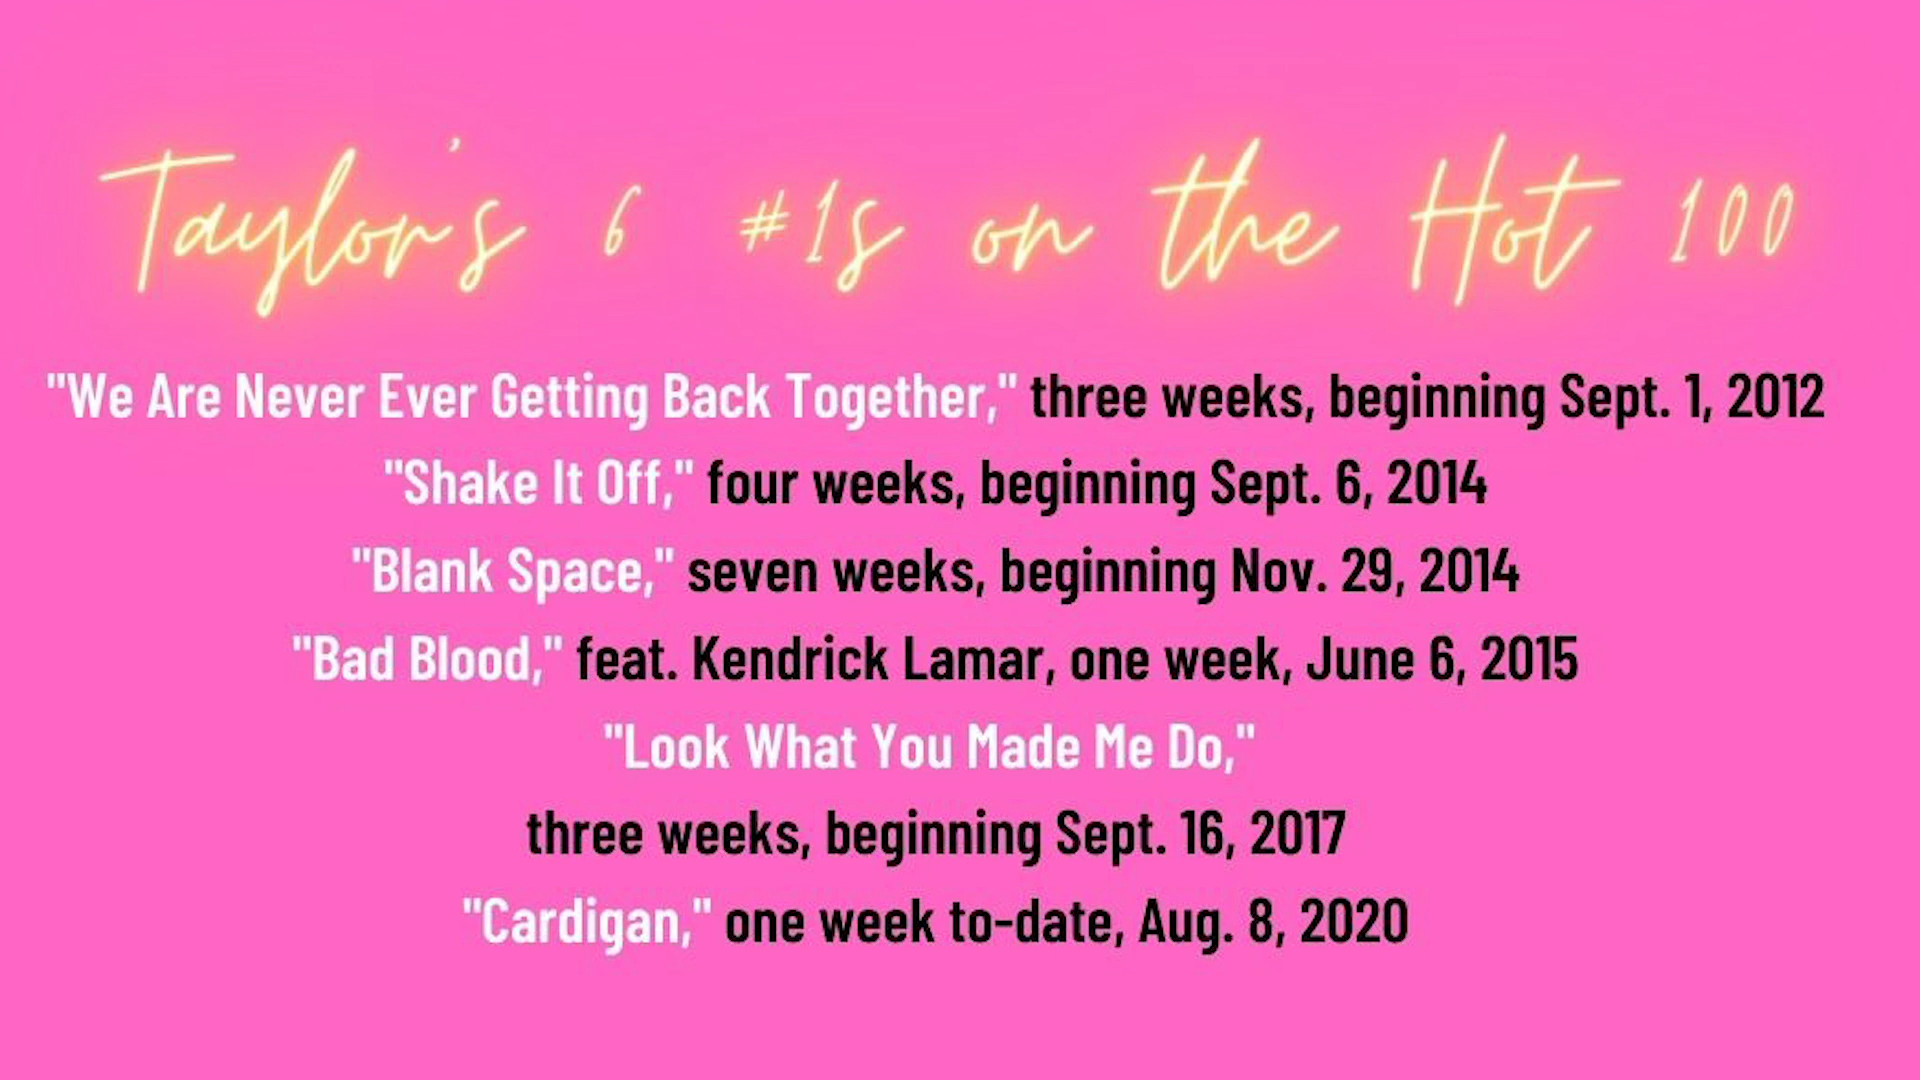 Taylor's 6 #1s on the Hot 100
"We Are Never Ever Getting Back Together," three weeks, beginning Sept. 1, 2012
"Shake It Off," four weeks, beginning Sept. 6, 2014
"Blank Space," seven weeks, beginning Nov. 29, 2014
"Bad Blood," feat. Kendrick Lamar, one week, June 6, 2015
"Look What You Made Me Do,"
three weeks, beginning Sept. 16, 2017
"Cardigan," one week to-date, Aug. 8, 2020